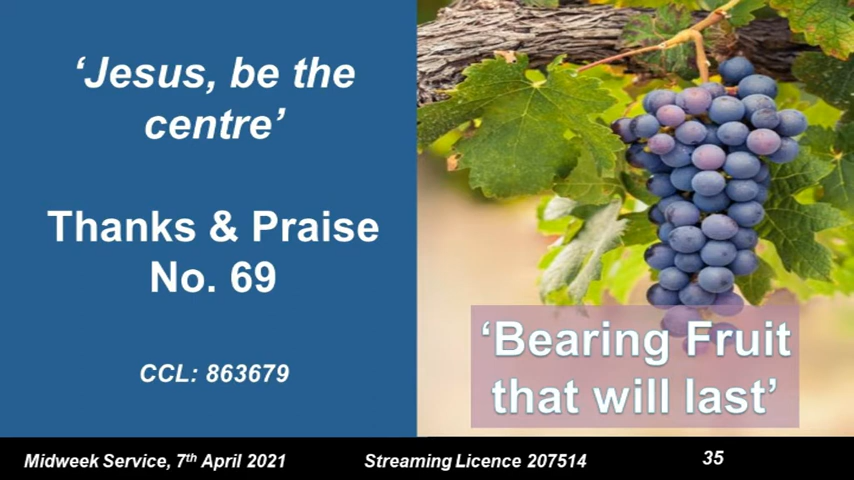 ‘Jesus, be the
centre’
Thanks & Praise
No. 69
CCL: 863679
‘Bearing Fruit
that will last’
Midweek Service, 7th April 2021
Streaming Licence 207514
35